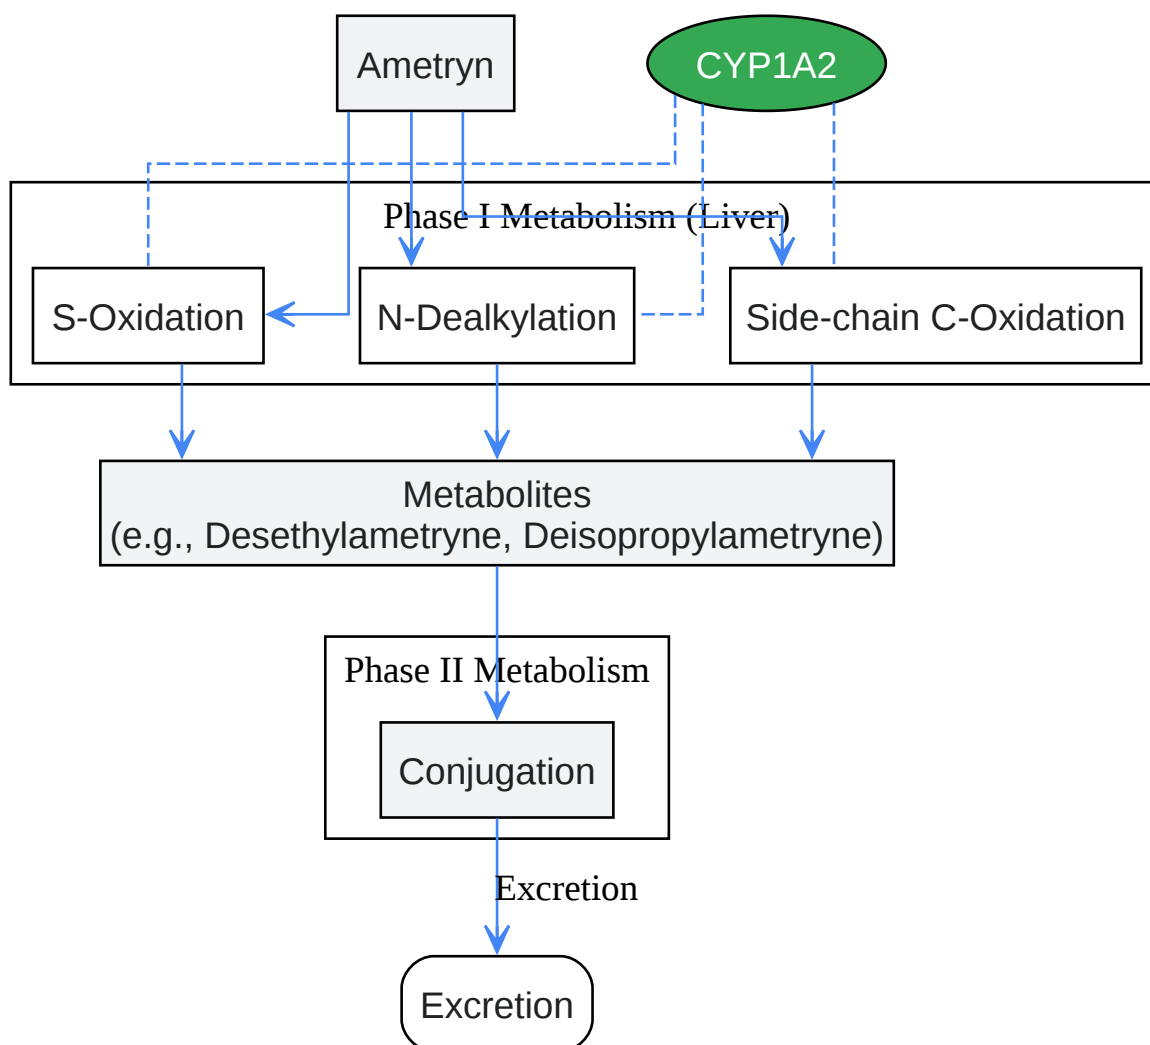 Ametryn
CYP1A2
Phase I Metabolism (Liver)
S-Oxidation
N-Dealkylation
Side-chain C-Oxidation
Metabolites
(e.g., Desethylametryne, Deisopropylametryne)
Phase II Metabolism
Conjugation
Excretion
Excretion